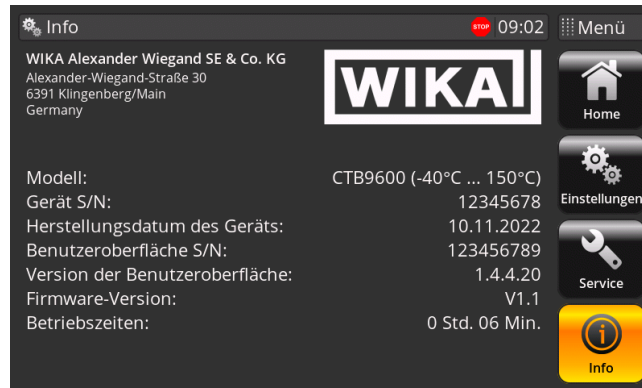 Info
STOP 09:02
Menü
WIKA Alexander Wiegand SE & Co. KG
Alexander-Wiegand-Straße 30
6391 Klingenberg/Main
Germany
WIKA
Modell: CTB9600 (-40°C ... 150°C)
Gerät S/N: 12345678
Herstellungsdatum des Geräts: 10.11.2022
Benutzeroberfläche S/N: 123456789
Version der Benutzeroberfläche: 1.4.4.20
Firmware-Version: V1.1
Betriebszeiten: 0 Std. 06 Min.
Home
Einstellungen
Service
Info